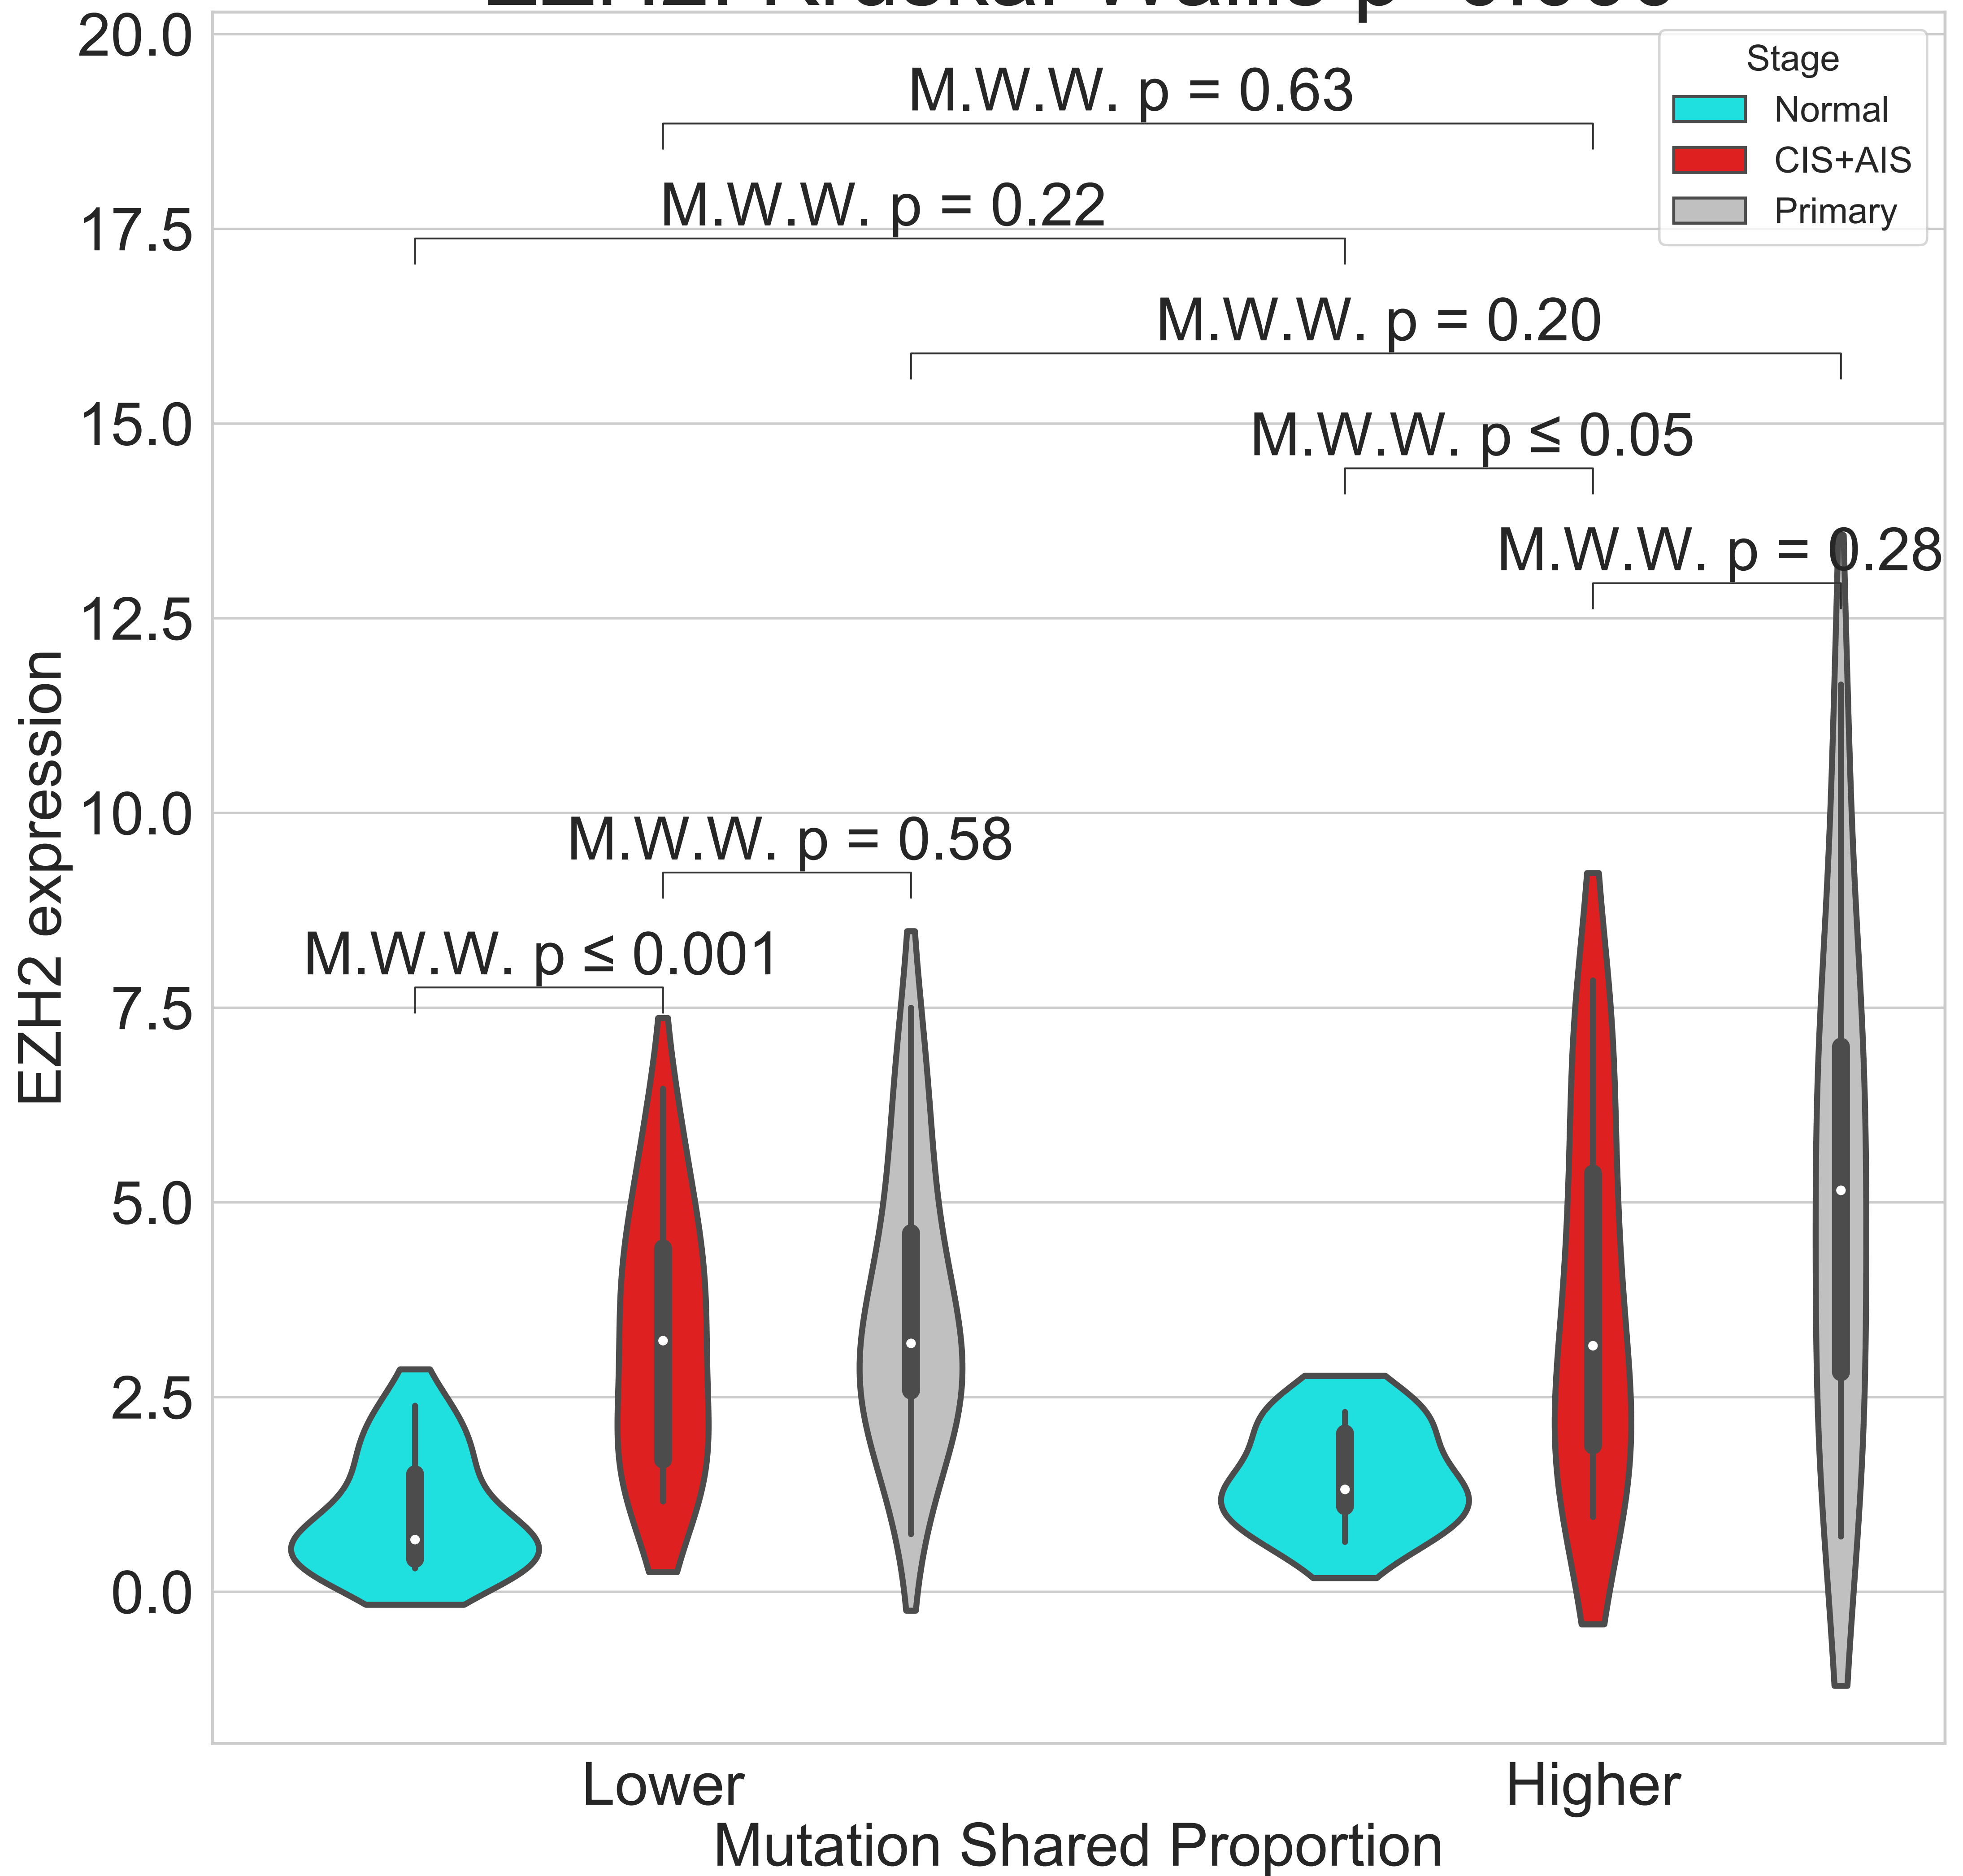 20.0
17.5
15.0
12.5
10.0
7.5
5.0
2.5
0.0
EZH2 expression
M.W.W. p = 0.63
M.W.W. p = 0.22
M.W.W. p = 0.20
M.W.W. p ≤ 0.05
M.W.W. p = 0.28
M.W.W. p = 0.58
M.W.W. p ≤ 0.001
Stage
Normal
CIS+AIS
Primary
Lower
Higher
Mutation Shared Proportion